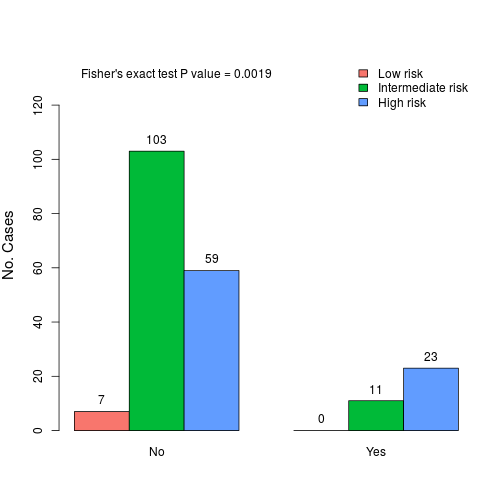 Fisher's exact test P value = 0.0019
Low risk
Intermediate risk
High risk
No. Cases
120
100
80
60
40
20
0
7
103
59
0
11
23
No
Yes